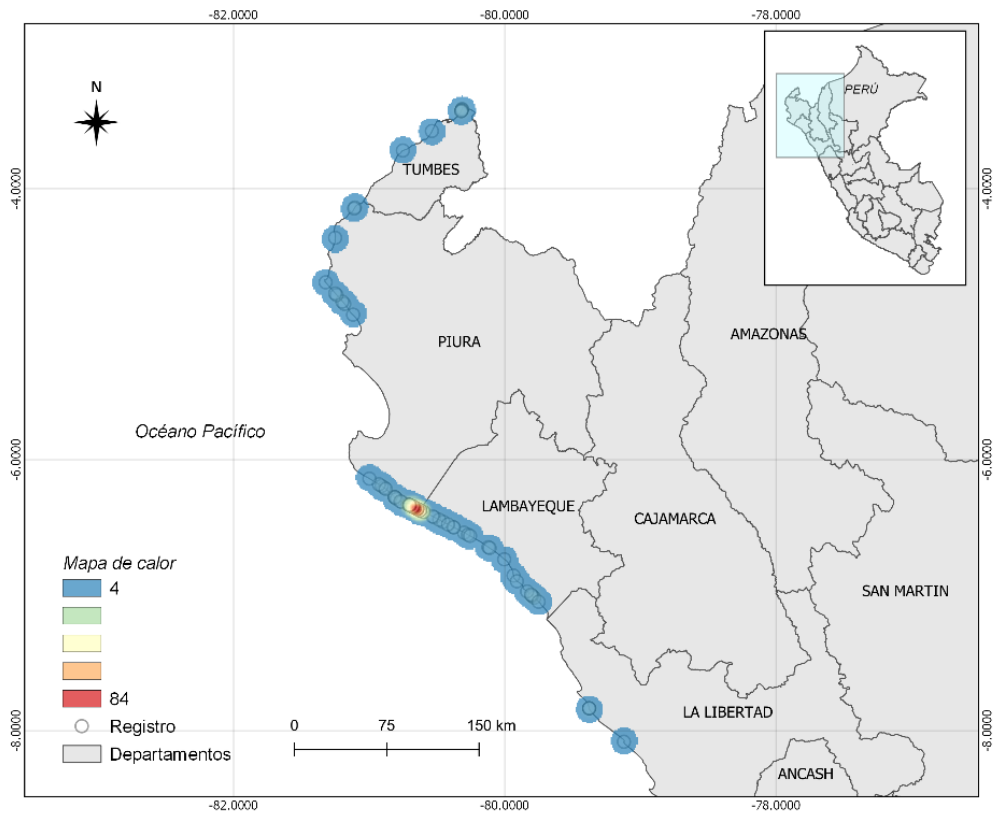 -82.0000
-80.0000
-78.0000
N
PERÚ
TUMBES
-4.0000
-4.0000
AMAZONAS
PIURA
Océano Pacífico
-6.0000
-6.0000
LAMBAYEQUE
CAJAMARCA
Mapa de calor
4
SAN MARTIN
84
LA LIBERTAD
Registro
0 75 150 km
-8.0000
-8.0000
Departamentos
ANCASH
-82.0000
-80.0000
-78.0000